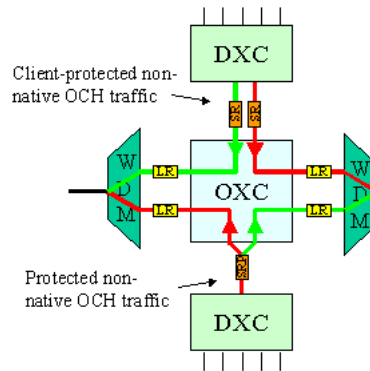 DXC
Client-protected non-
native OCH traffic
SR
SR
W
D
M
LR
LR
OXC
LR
LR
W
D
M
SR
Protected non-
native OCH traffic
DXC